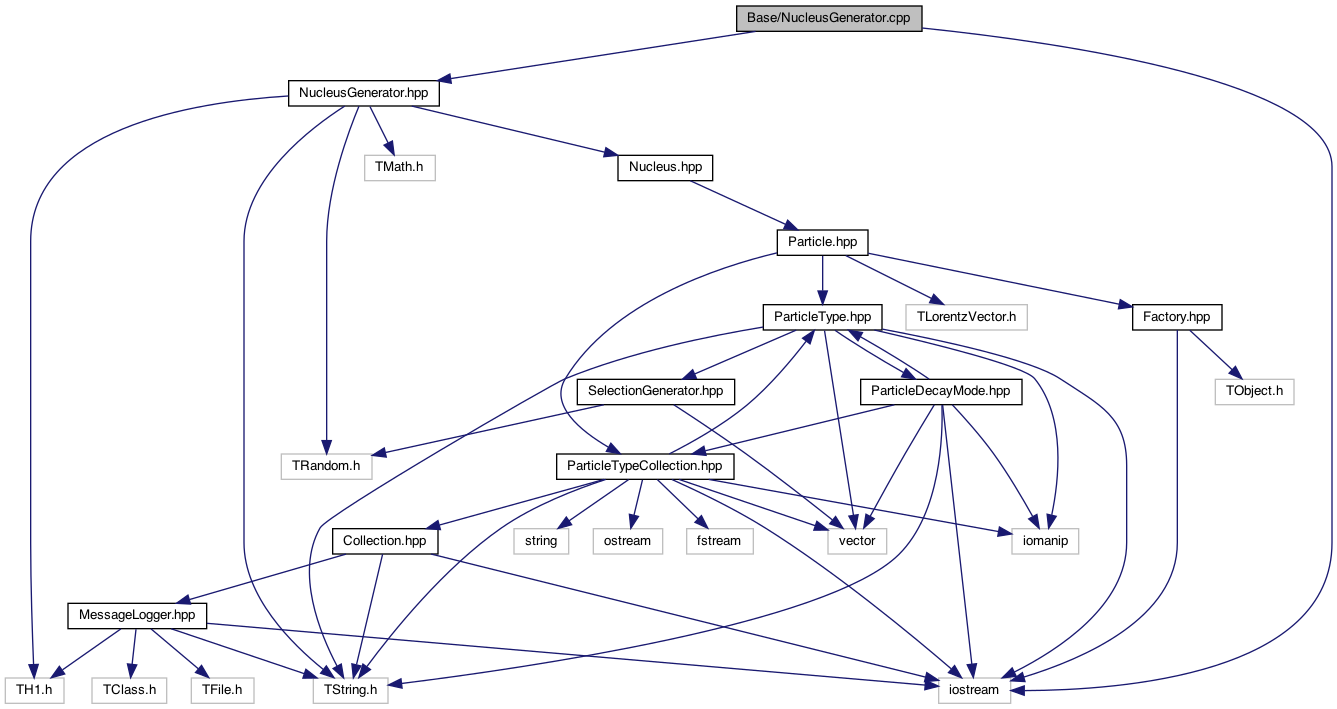 Base/NucleusGenerator.cpp
NucleusGenerator.hpp
TMath.h
Nucleus.hpp
Particle.hpp
ParticleType.hpp
TLorentzVector.h
Factory.hpp
SelectionGenerator.hpp
ParticleDecayMode.hpp
TObject.h
TRandom.h
ParticleTypeCollection.hpp
Collection.hpp
string
ostream
fstream
vector
iomanip
MessageLogger.hpp
TH1.h
TClass.h
TFile.h
TString.h
iostream